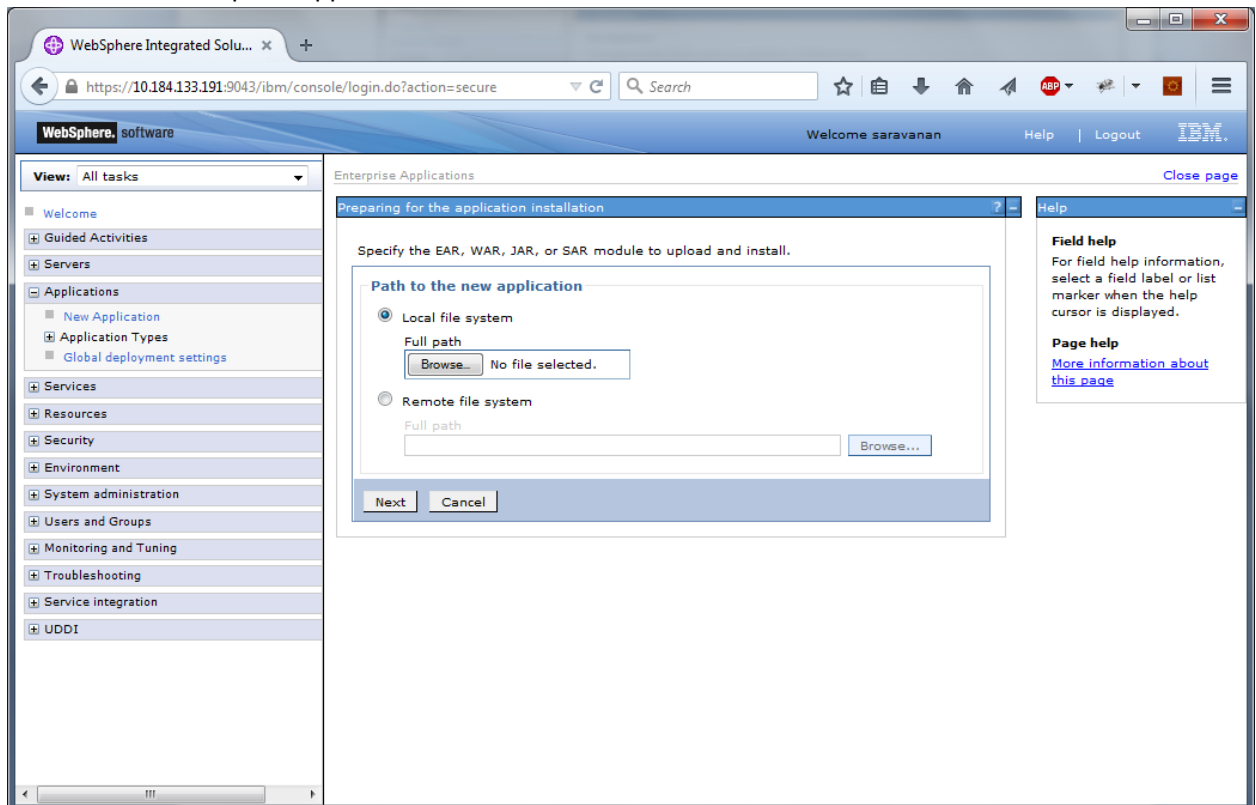 WebSphere Integrated Solu... × +
https://10.184.133.191:9043/ibm/console/login.do?action=secure
Search
ABP
WebSphere. software
Welcome saravanan
Help | Logout
IBM.
View: All tasks
Welcome
Guided Activities
Servers
Applications
New Application
Application Types
Global deployment settings
Services
Resources
Security
Environment
System administration
Users and Groups
Monitoring and Tuning
Troubleshooting
Service integration
UDDI
Enterprise Applications
Close page
Preparing for the application installation
? -
Specify the EAR, WAR, JAR, or SAR module to upload and install.
Path to the new application
Local file system
Full path
Browse... No file selected.
Remote file system
Full path
Browse...
Next Cancel
Help
-
Field help
For field help information,
select a field label or list
marker when the help
cursor is displayed.
Page help
More information about
this page